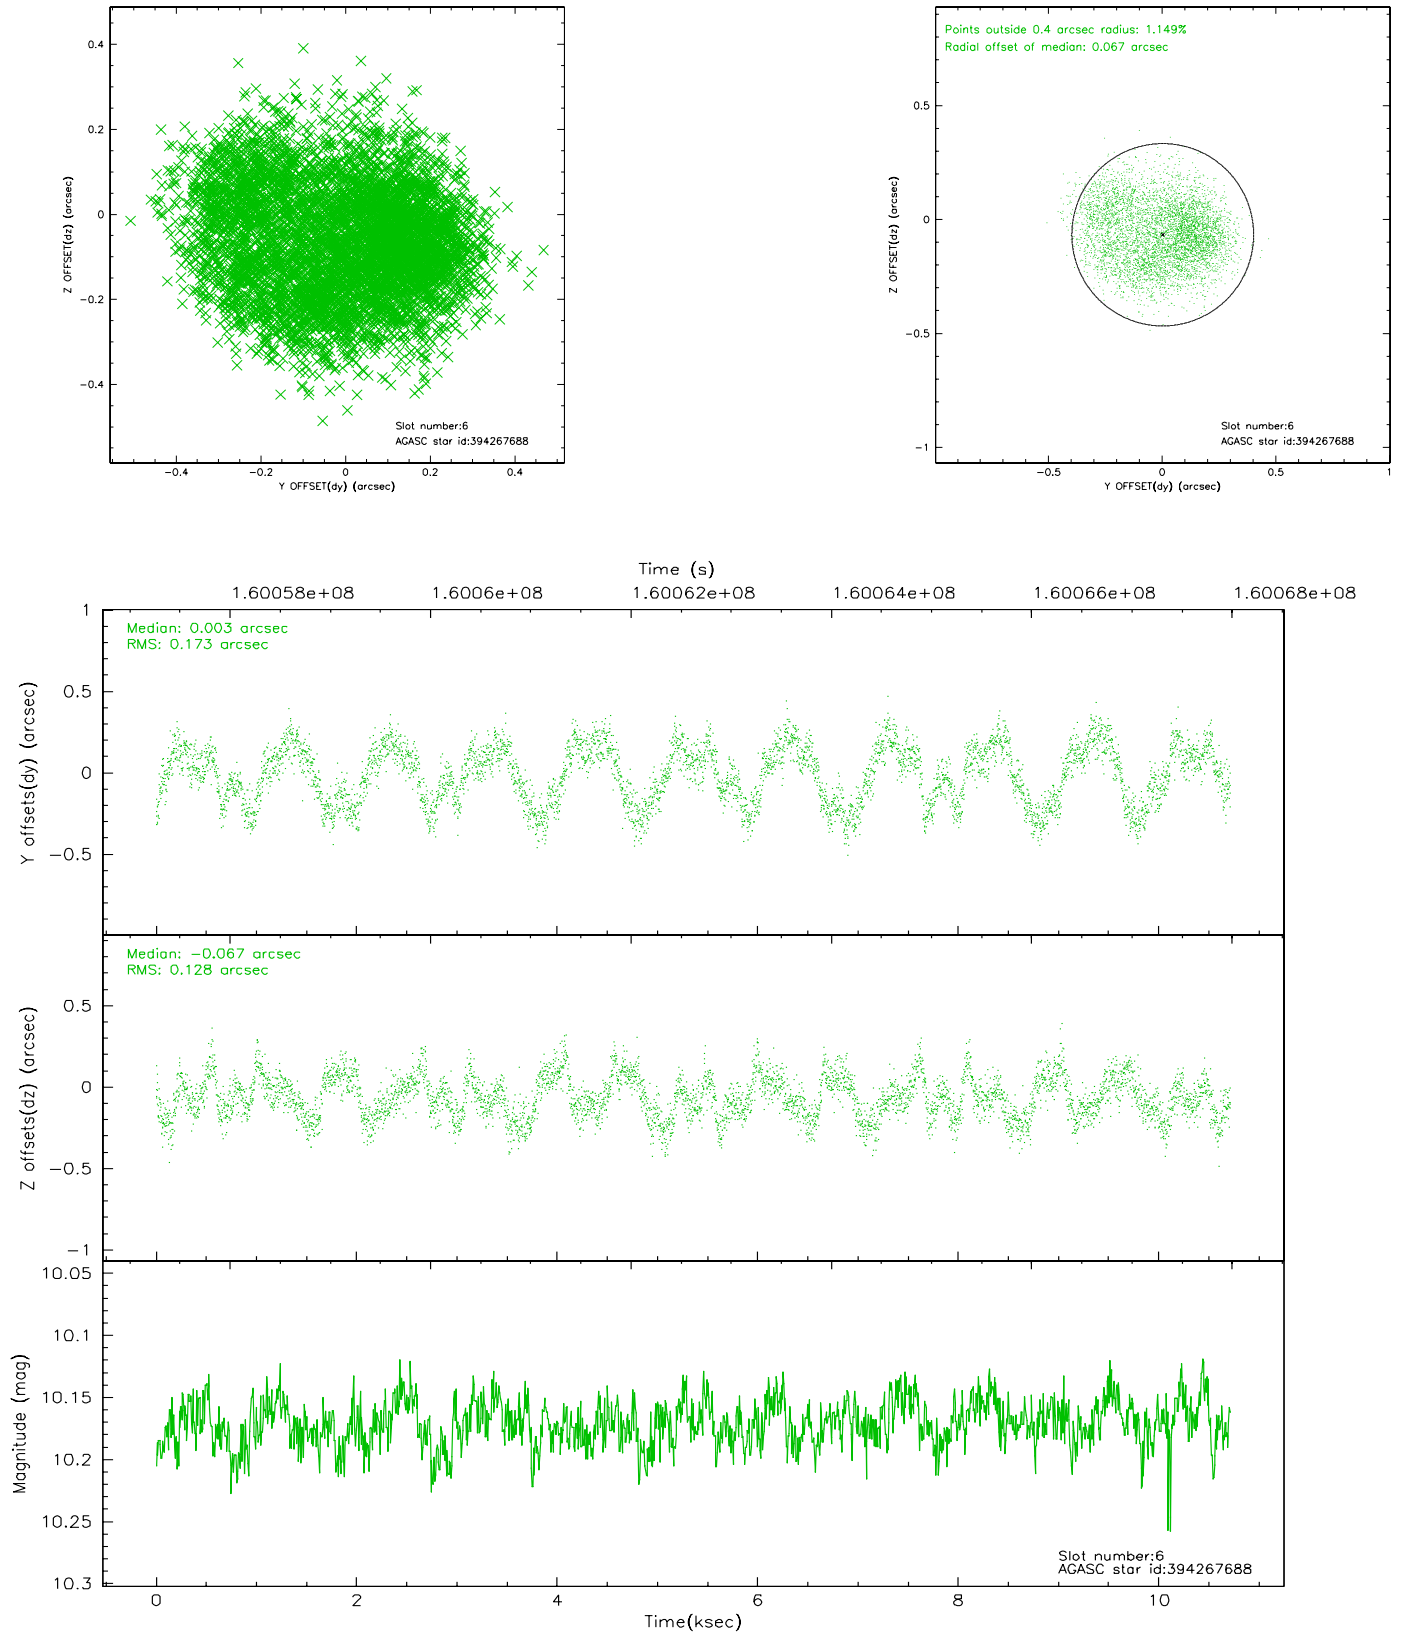 0.4
0.2
0
−0.2
−0.4
Z OFFSET(dz) (arcsec)
Slot number:6
AGASC star id:394267688
−0.4 −0.2 0 0.2 0.4
Y OFFSET(dy) (arcsec)
Points outside 0.4 arcsec radius: 1.149%
Radial offset of median: 0.067 arcsec
0.5
0
−0.5
−1
Z OFFSET(dz) (arcsec)
Slot number:6
AGASC star id:394267688
−0.5 0 0.5 1
Y OFFSET(dy) (arcsec)
Time (s)
1.60058e+08 1.6006e+08 1.60062e+08 1.60064e+08 1.60066e+08 1.60068e+08
1
0.5
0
−0.5
Y offsets(dy) (arcsec)
Median: 0.003 arcsec
RMS: 0.173 arcsec
0.5
0
−0.5
−1
Z offsets(dz) (arcsec)
Median: −0.067 arcsec
RMS: 0.128 arcsec
10.05
10.1
10.15
10.2
10.25
10.3
Magnitude (mag)
Slot number:6
AGASC star id:394267688
0 2 4 6 8 10
Time(ksec)